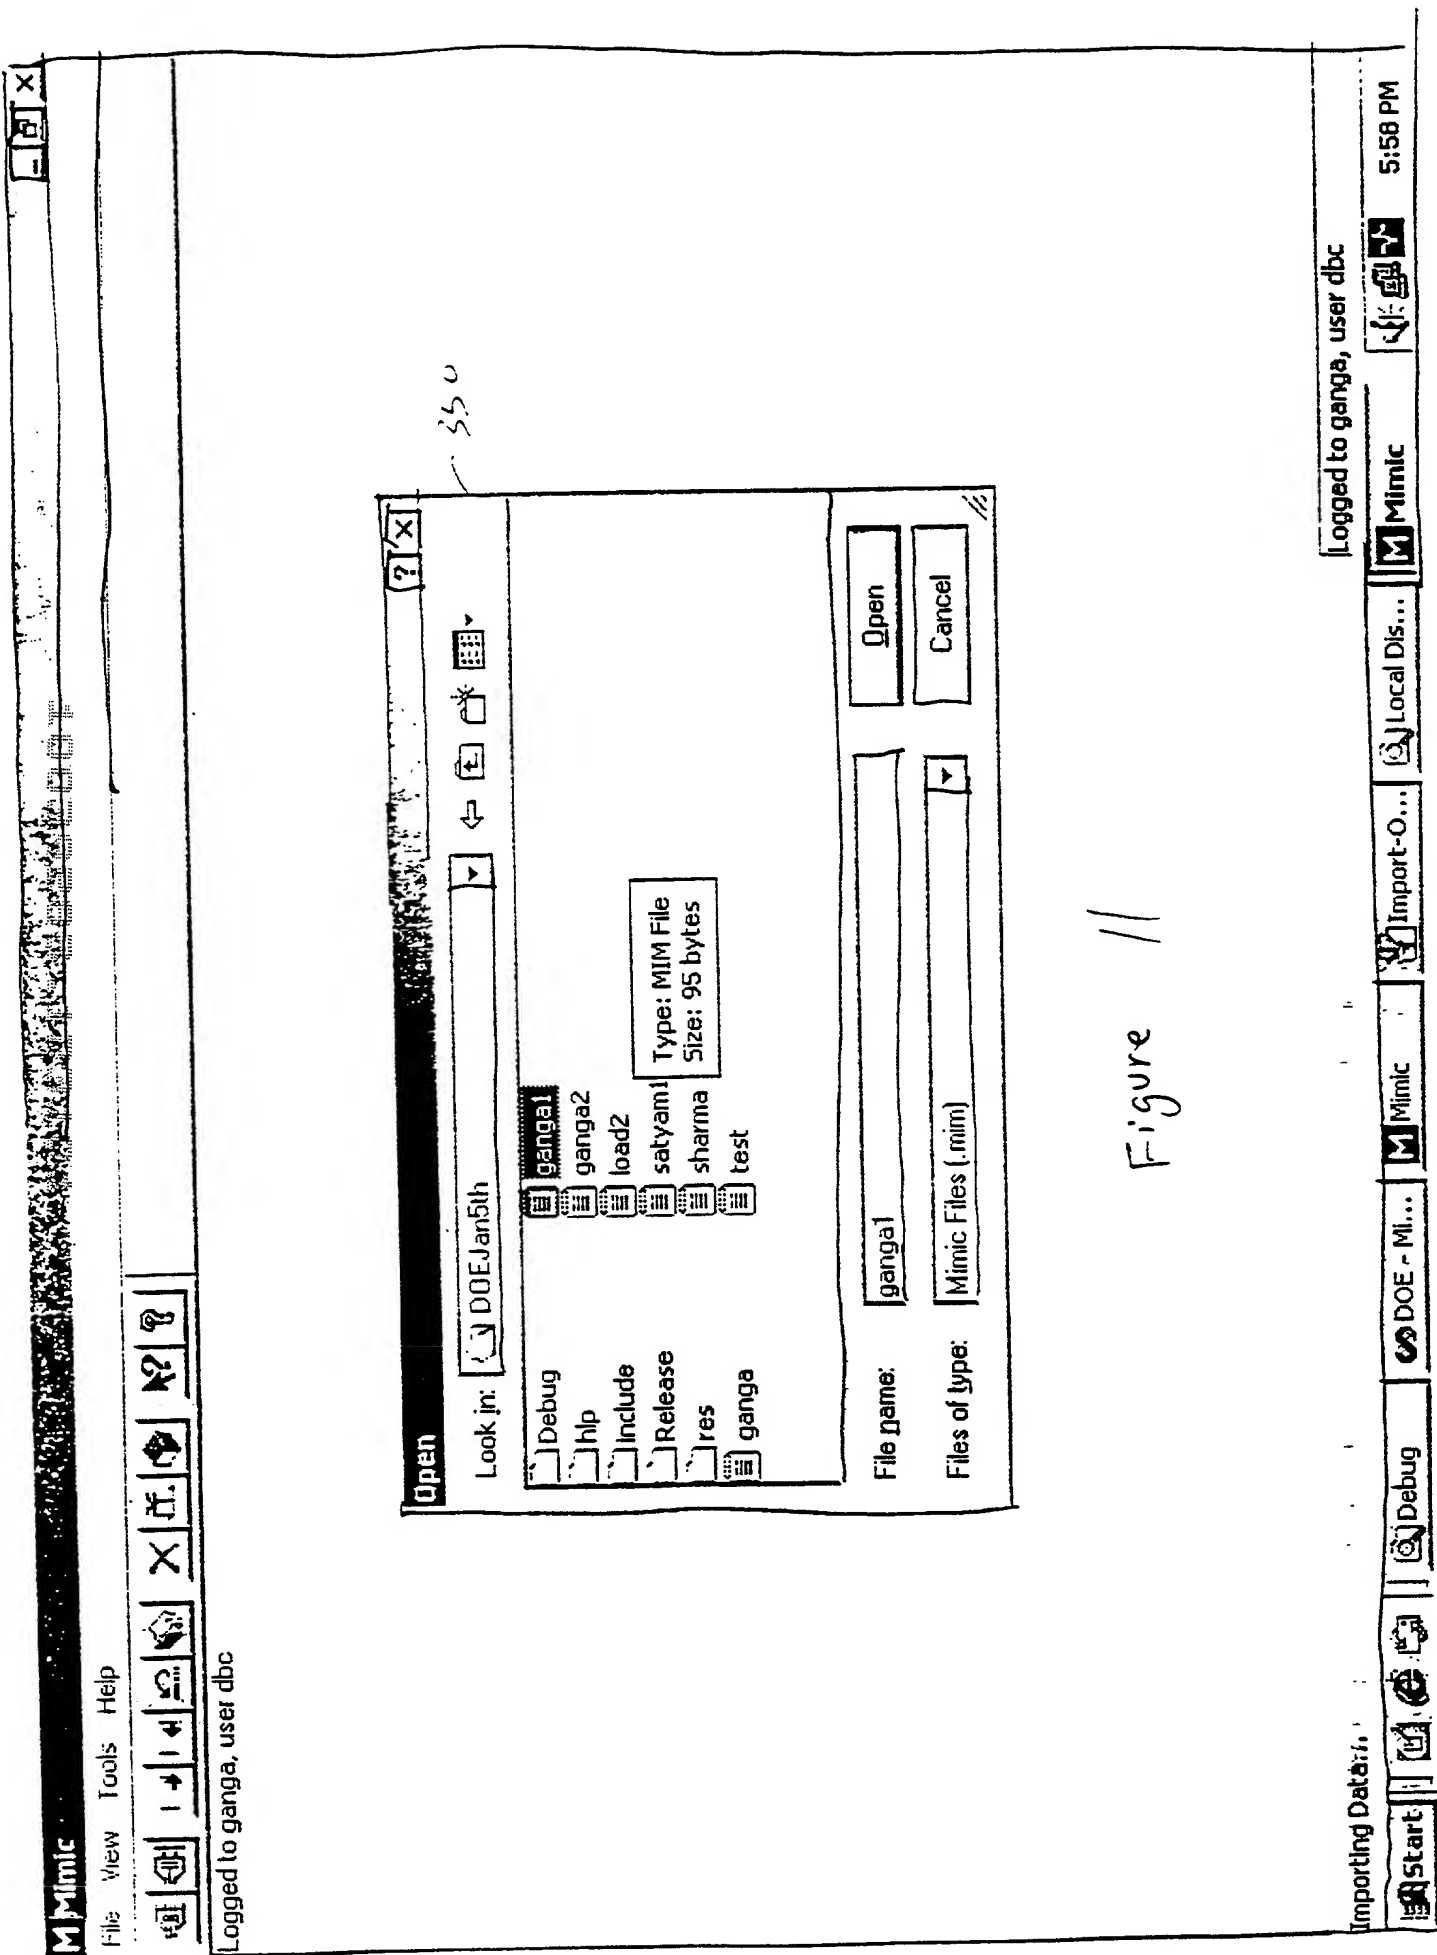 Mimic
File View Tools Help
Logged to ganga, user dbc
Open
Look in: DOEJan5th
Debug
hlp
Include
Release
res
ganga
ganga1
ganga2
load2
satyam1
sharma
test
Type: MIM File
Size: 95 bytes
File name: ganga1
Open
Files of type: Mimic Files (.mim)
Cancel
350
Figure 11
Importing Data
Logged to ganga, user dbc
Start
Debug
DOE - Mi...
Mimic
Import-O...
Local Dis...
Mimic
5:58 PM